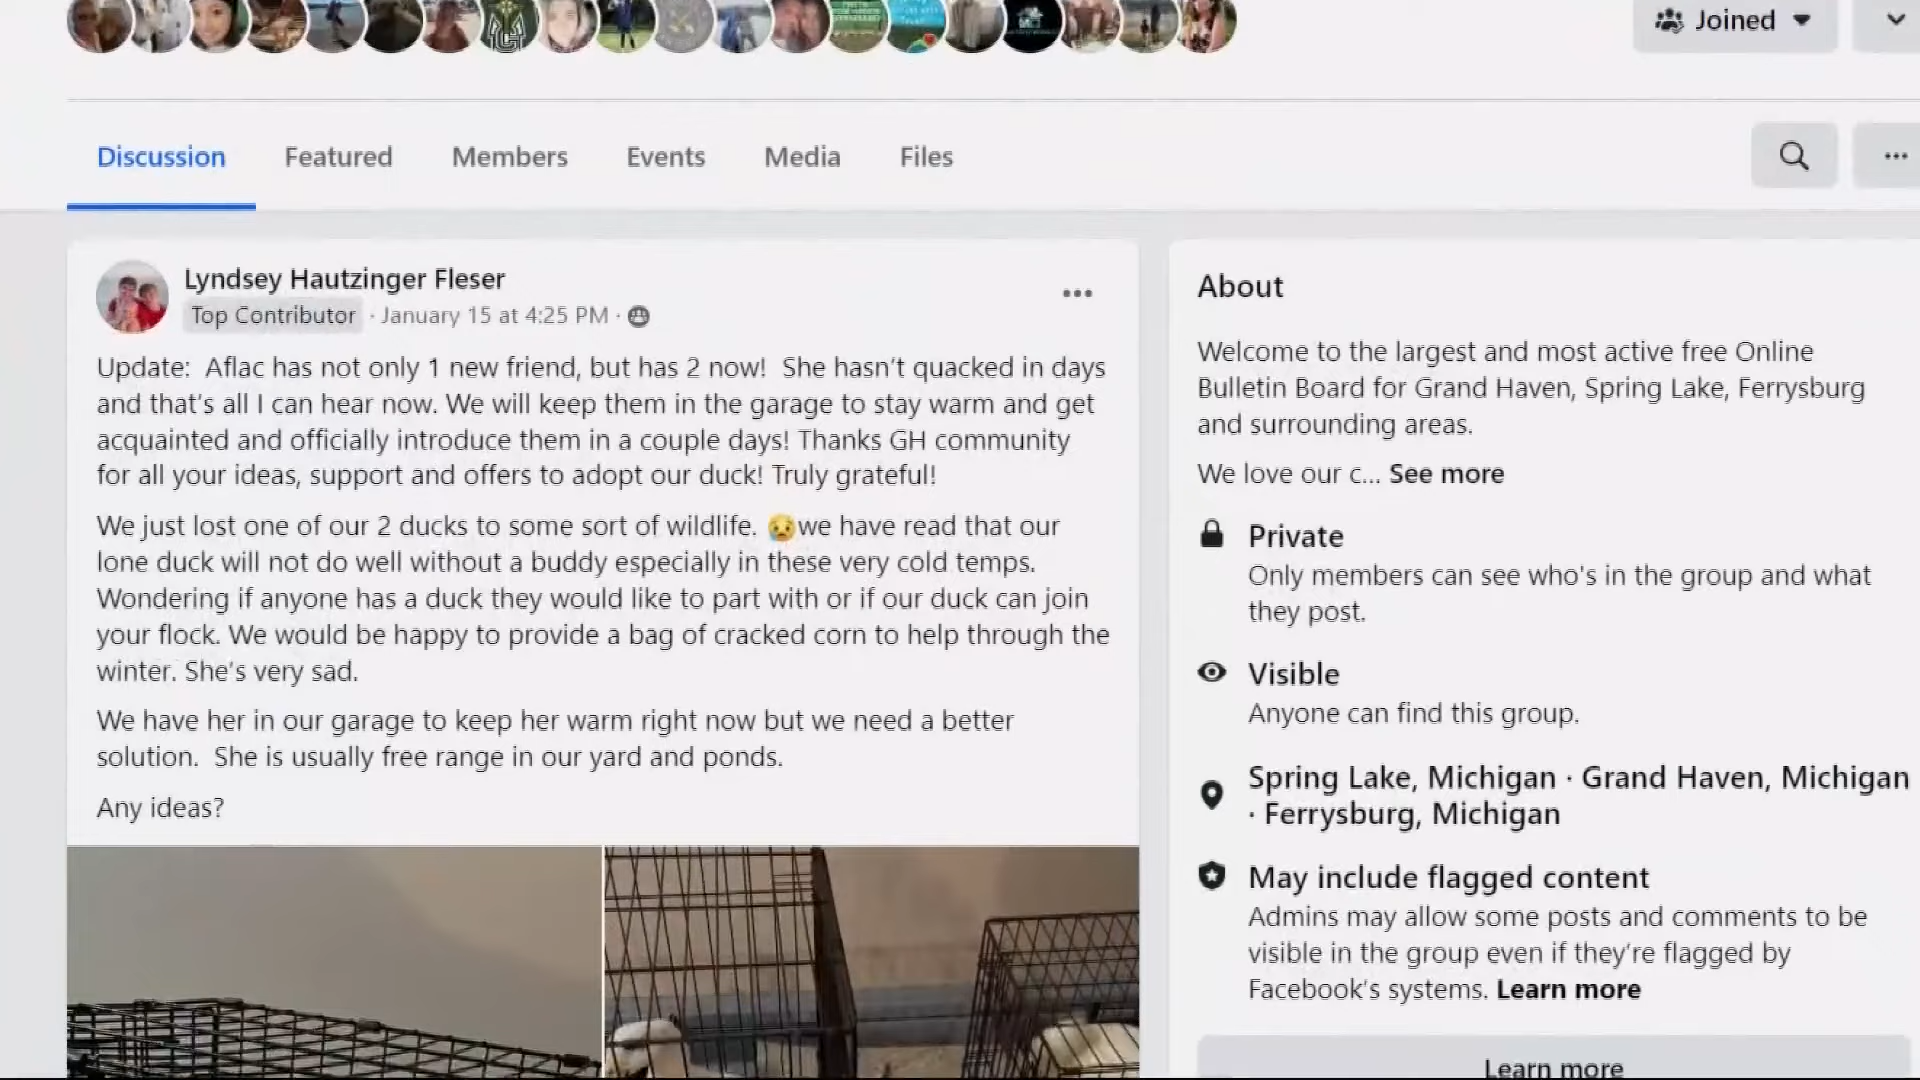 Joined
Discussion
Featured
Members
Events
Media
Files
Lyndsey Hautzinger Fleser
Top Contributor · January 15 at 4:25 PM ·
Update:  Aflac has not only 1 new friend, but has 2 now!  She hasn't quacked in days
and that's all I can hear now. We will keep them in the garage to stay warm and get
acquainted and officially introduce them in a couple days! Thanks GH community
for all your ideas, support and offers to adopt our duck! Truly grateful!
We just lost one of our 2 ducks to some sort of wildlife. 😥we have read that our
lone duck will not do well without a buddy especially in these very cold temps.
Wondering if anyone has a duck they would like to part with or if our duck can join
your flock. We would be happy to provide a bag of cracked corn to help through the
winter. She's very sad.
We have her in our garage to keep her warm right now but we need a better
solution.  She is usually free range in our yard and ponds.
Any ideas?
About
Welcome to the largest and most active free Online
Bulletin Board for Grand Haven, Spring Lake, Ferrysburg
and surrounding areas.
We love our c... See more
Private
Only members can see who's in the group and what
they post.
Visible
Anyone can find this group.
Spring Lake, Michigan · Grand Haven, Michigan
· Ferrysburg, Michigan
May include flagged content
Admins may allow some posts and comments to be
visible in the group even if they're flagged by
Facebook's systems. Learn more
Learn more